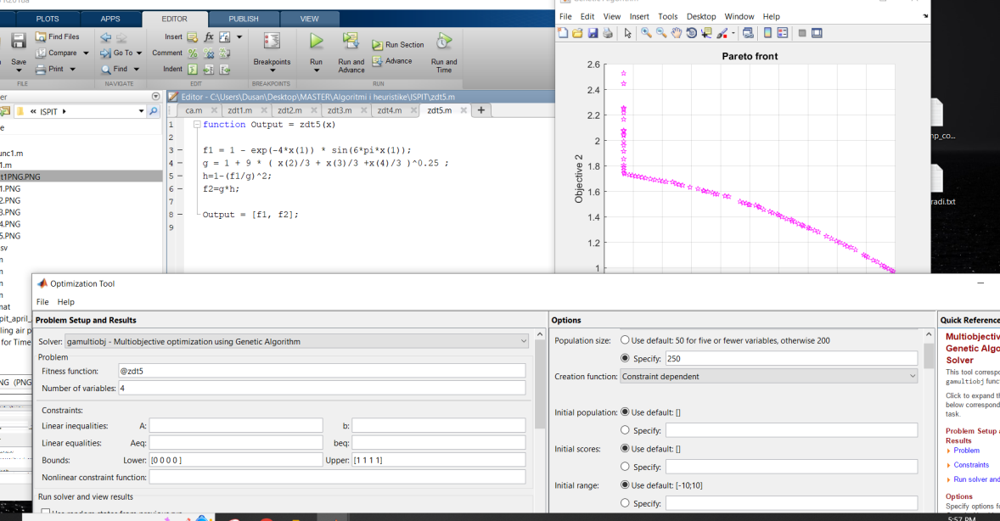 PLOTS APPS EDITOR PUBLISH VIEW
Find Files
Compare
Print
Save
FILE
Go To
Find
NAVIGATE
Insert
Comment
Indent
EDIT
Breakpoints
BREAKPOINTS
Run
Run and Advance
Run Section
Advance
Run and Time
RUN
Editor - C:\Users\Dusan\Desktop\MASTER\Algoritmi i heuristike\ISPIT\zdt5.m
« ISPIT
ca.m zdt1.m zdt2.m zdt3.m zdt4.m zdt5.m
1 function Output = zdt5(x)
2
3 f1 = 1 - exp(-4*x(1)) * sin(6*pi*x(1));
4 g = 1 + 9 * ( x(2)/3 + x(3)/3 +x(4)/3 )^0.25 ;
5 h=1-(f1/g)^2;
6 f2=g*h;
7
8 Output = [f1, f2];
9
unc1.m
1.m
t1PNG.PNG
1.PNG
2.PNG
3.PNG
4.PNG
5.PNG
sv
pit_april_
ling air p
for Time
NG (PNG
File Edit View Insert Tools Desktop Window Help
Pareto front
2.6
2.4
2.2
2
1.8
1.6
1.4
1.2
1
Objective 2
np_co...
radi.txt
Optimization Tool
File Help
Problem Setup and Results
Solver: gamultiobj - Multiobjective optimization using Genetic Algorithm
Problem
Fitness function: @zdt5
Number of variables: 4
Constraints:
Linear inequalities: A: b:
Linear equalities: Aeq: beq:
Bounds: Lower: [0 0 0 0 ] Upper: [1 1 1 1]
Nonlinear constraint function:
Run solver and view results
Options
Population size: Use default: 50 for five or fewer variables, otherwise 200
Specify: 250
Creation function: Constraint dependent
Initial population: Use default: []
Specify:
Initial scores: Use default: []
Specify:
Initial range: Use default: [-10;10]
Specify:
Quick Reference
Multiobjectiv
Genetic Algo
Solver
This tool corresp
gamultiobj func
Click to expand th
below correspond
task.
Problem Setup a
Results
Problem
Constraints
Run solver and
Options
Specify options f
5:57 PM